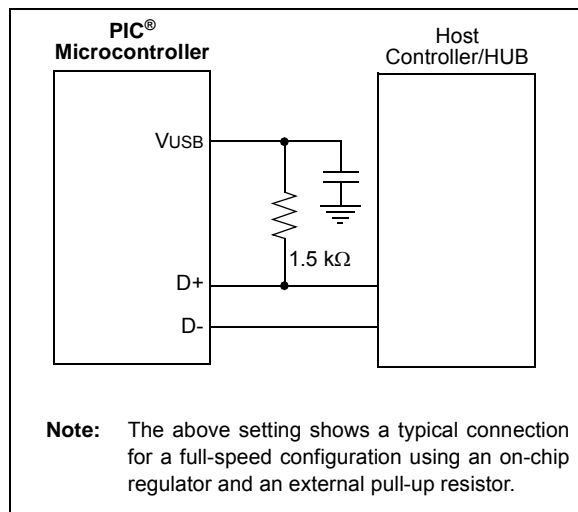 PIC®
Microcontroller
Host
Controller/HUB
VUSB
1.5 kΩ
D+
D-
Note: The above setting shows a typical connection
for a full-speed configuration using an on-chip
regulator and an external pull-up resistor.